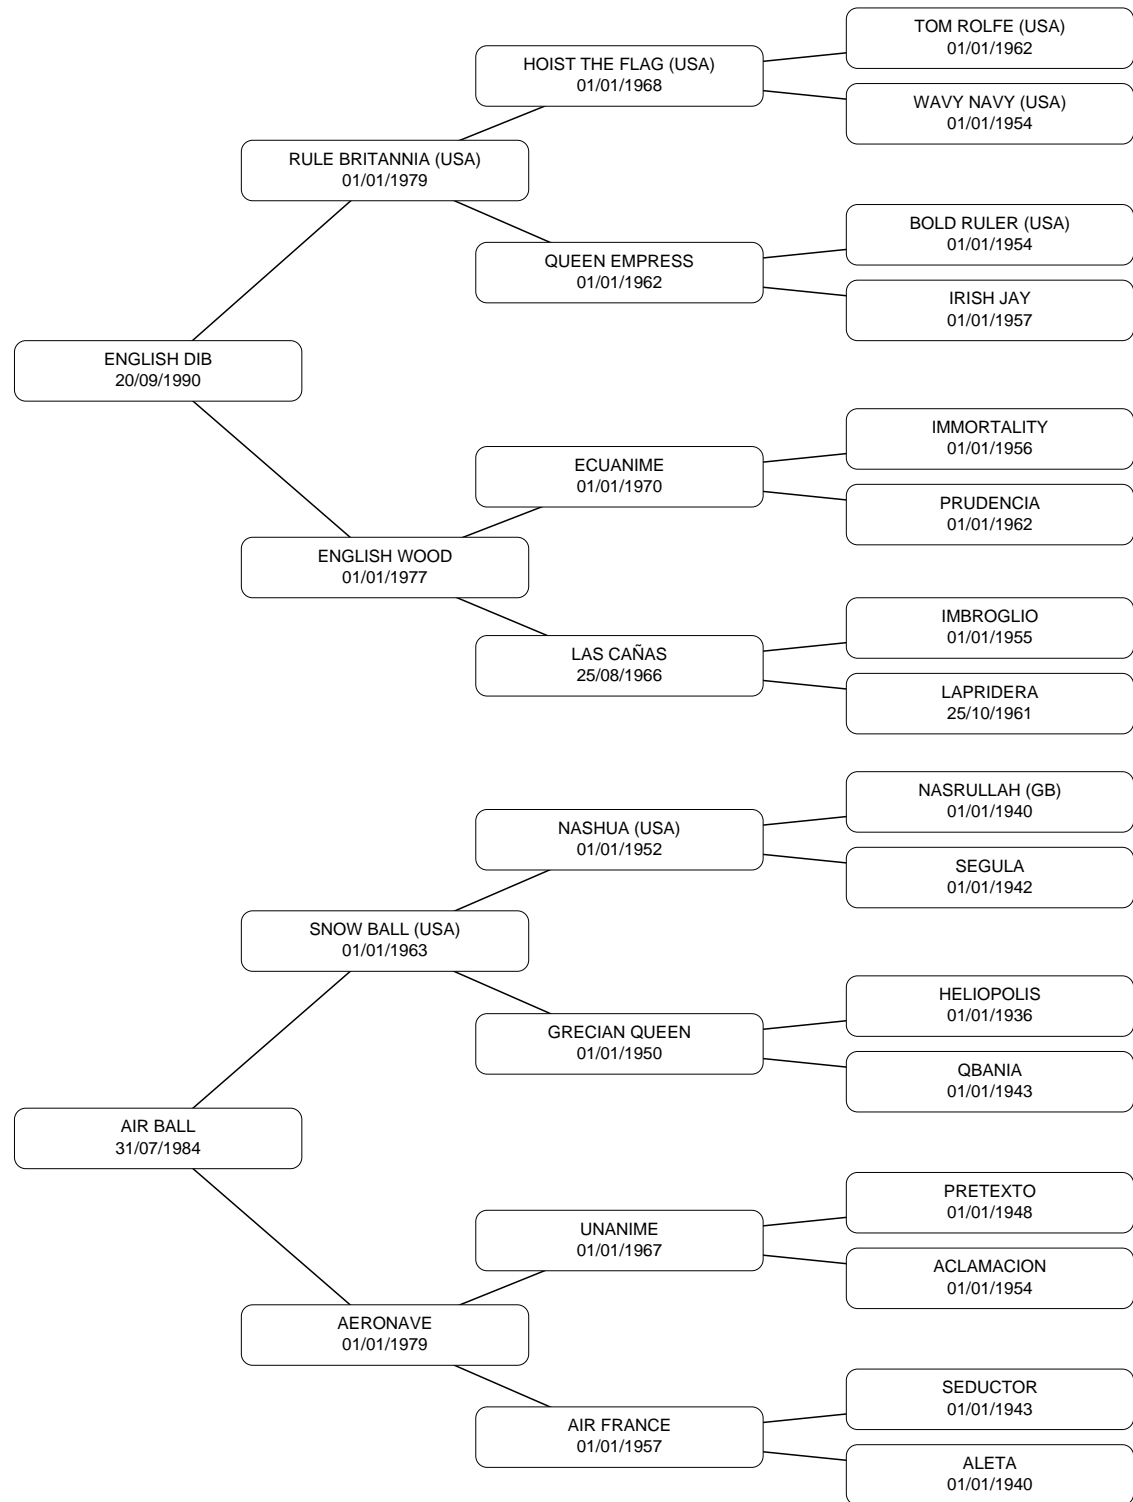 TOM ROLFE (USA)
01/01/1962
HOIST THE FLAG (USA)
01/01/1968
WAVY NAVY (USA)
01/01/1954
RULE BRITANNIA (USA)
01/01/1979
BOLD RULER (USA)
01/01/1954
QUEEN EMPRESS
01/01/1962
IRISH JAY
01/01/1957
ENGLISH DIB
20/09/1990
IMMORTALITY
01/01/1956
ECUANIME
01/01/1970
PRUDENCIA
01/01/1962
ENGLISH WOOD
01/01/1977
IMBROGLIO
01/01/1955
LAS CAÑAS
25/08/1966
LAPRIDERA
25/10/1961
NASRULLAH (GB)
01/01/1940
NASHUA (USA)
01/01/1952
SEGULA
01/01/1942
SNOW BALL (USA)
01/01/1963
HELIOPOLIS
01/01/1936
GRECIAN QUEEN
01/01/1950
QBANIA
01/01/1943
AIR BALL
31/07/1984
PRETEXTO
01/01/1948
UNANIME
01/01/1967
ACLAMACION
01/01/1954
AERONAVE
01/01/1979
SEDUCTOR
01/01/1943
AIR FRANCE
01/01/1957
ALETA
01/01/1940